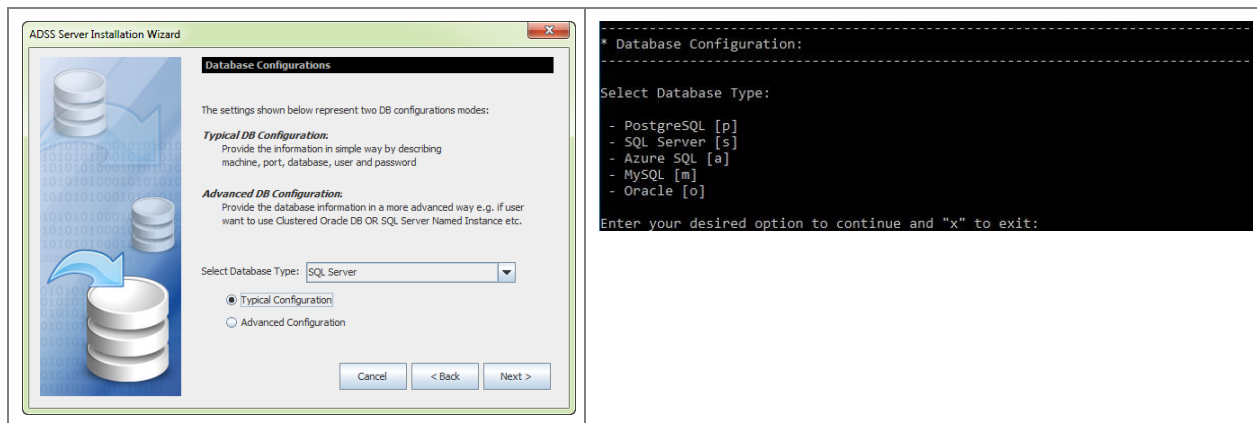 ADSS Server Installation Wizard
Database Configurations
The settings shown below represent two DB configurations modes:
Typical DB Configuration:
Provide the information in simple way by describing
machine, port, database, user and password
Advanced DB Configuration:
Provide the database information in a more advanced way e.g. if user
want to use Clustered Oracle DB OR SQL Server Named Instance etc.
Select Database Type: SQL Server
Typical Configuration
Advanced Configuration
Cancel < Back Next >
--------------------------------------------------------------------------------
* Database Configuration:
--------------------------------------------------------------------------------
Select Database Type:
- PostgreSQL [p]
- SQL Server [s]
- Azure SQL [a]
- MySQL [m]
- Oracle [o]
Enter your desired option to continue and "x" to exit: